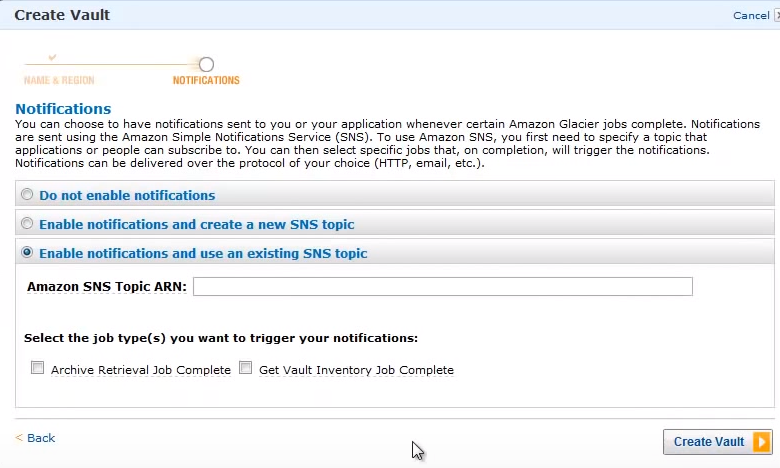 Create Vault
Cancel
NAME & REGION
NOTIFICATIONS
Notifications
You can choose to have notifications sent to you or your application whenever certain Amazon Glacier jobs complete. Notifications
are sent using the Amazon Simple Notifications Service (SNS). To use Amazon SNS, you first need to specify a topic that
applications or people can subscribe to. You can then select specific jobs that, on completion, will trigger the notifications.
Notifications can be delivered over the protocol of your choice (HTTP, email, etc.).
Do not enable notifications
Enable notifications and create a new SNS topic
Enable notifications and use an existing SNS topic
Amazon SNS Topic ARN:
Select the job type(s) you want to trigger your notifications:
Archive Retrieval Job Complete
Get Vault Inventory Job Complete
< Back
Create Vault